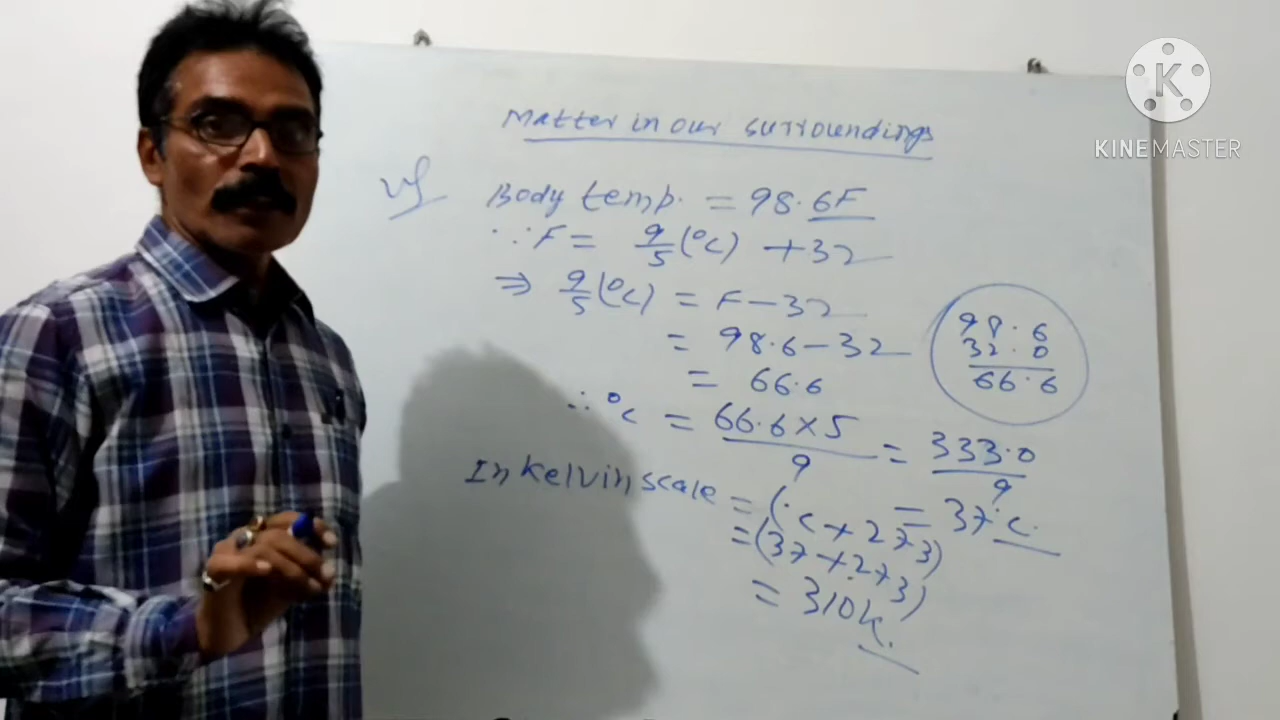 Matter in our surroundings
Body temp. = 98.6F
∵ F = 9/5 (°C) + 32
⇒ 9/5 (°C) = F - 32
= 98.6 - 32
= 66.6
98.6
32.0
66.6
∴ °C = 66.6 × 5 / 9 = 333.0 / 9
= 37°C.
In Kelvin scale = (°C + 273)
= (37 + 273)
= 310K.
K
KINEMASTER